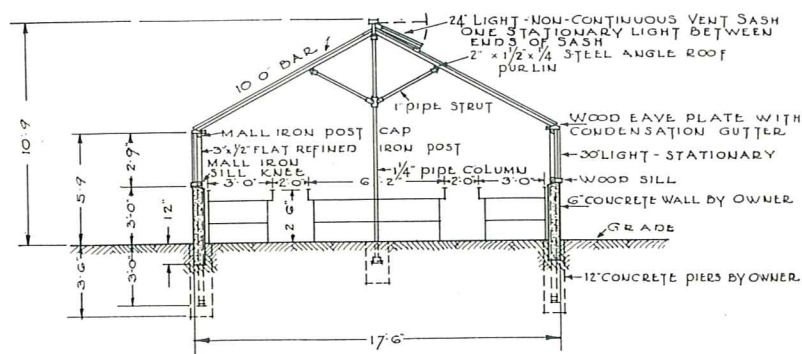 24" LIGHT-NON-CONTINUOUS VENT SASH
ONE STATIONARY LIGHT BETWEEN
ENDS OF SASH
2" x 1 1/2" x 1/4 STEEL ANGLE ROOF
PURLIN
10'0" BAR
1" PIPE STRUT
10'-9
MALL IRON POST CAP
3"x1/2" FLAT REFINED IRON POST
MALL IRON
SILL KNEE
1 1/4" PIPE COLUMN
WOOD EAVE PLATE WITH
CONDENSATION GUTTER
30" LIGHT-STATIONARY
WOOD SILL
6" CONCRETE WALL BY OWNER
GRADE
12" CONCRETE PIERS BY OWNER
5'-9
2'-9"
3'-0"
12"
3'-0" 2'-0" 6 2" 2'-0" 3'-0"
2' 6"
3'-6"
3'-0"
17'-6"